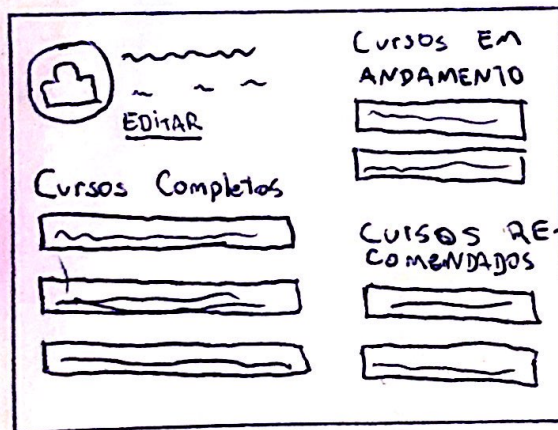 EDITAR
Cursos Completos
Cursos EM
ANDAMENTO
CURSOS RE-
COMENDADOS